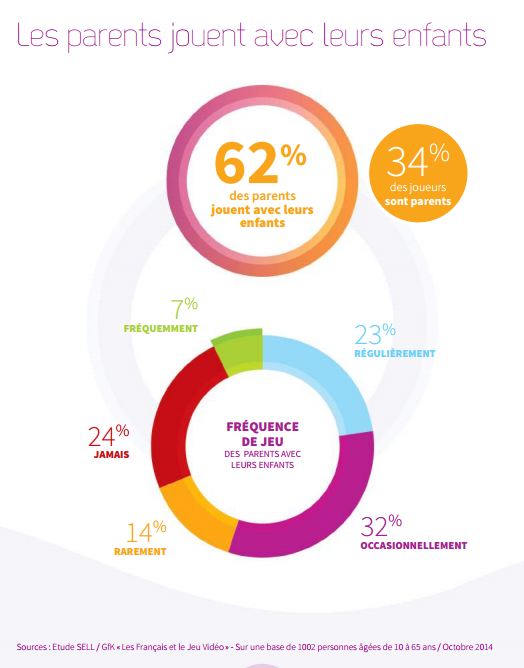 Les parents jouent avec leurs enfants
62%
des parents
jouent avec leurs
enfants
34%
des joueurs
sont parents
7%
FRÉQUEMMENT
23%
RÉGULIÈREMENT
24%
JAMAIS
FRÉQUENCE
DE JEU
DES PARENTS AVEC
LEURS ENFANTS
14%
RAREMENT
32%
OCCASIONNELLEMENT
Sources : Etude SELL / GfK « Les Français et le Jeu Vidéo » - Sur une base de 1002 personnes âgées de 10 à 65 ans / Octobre 2014